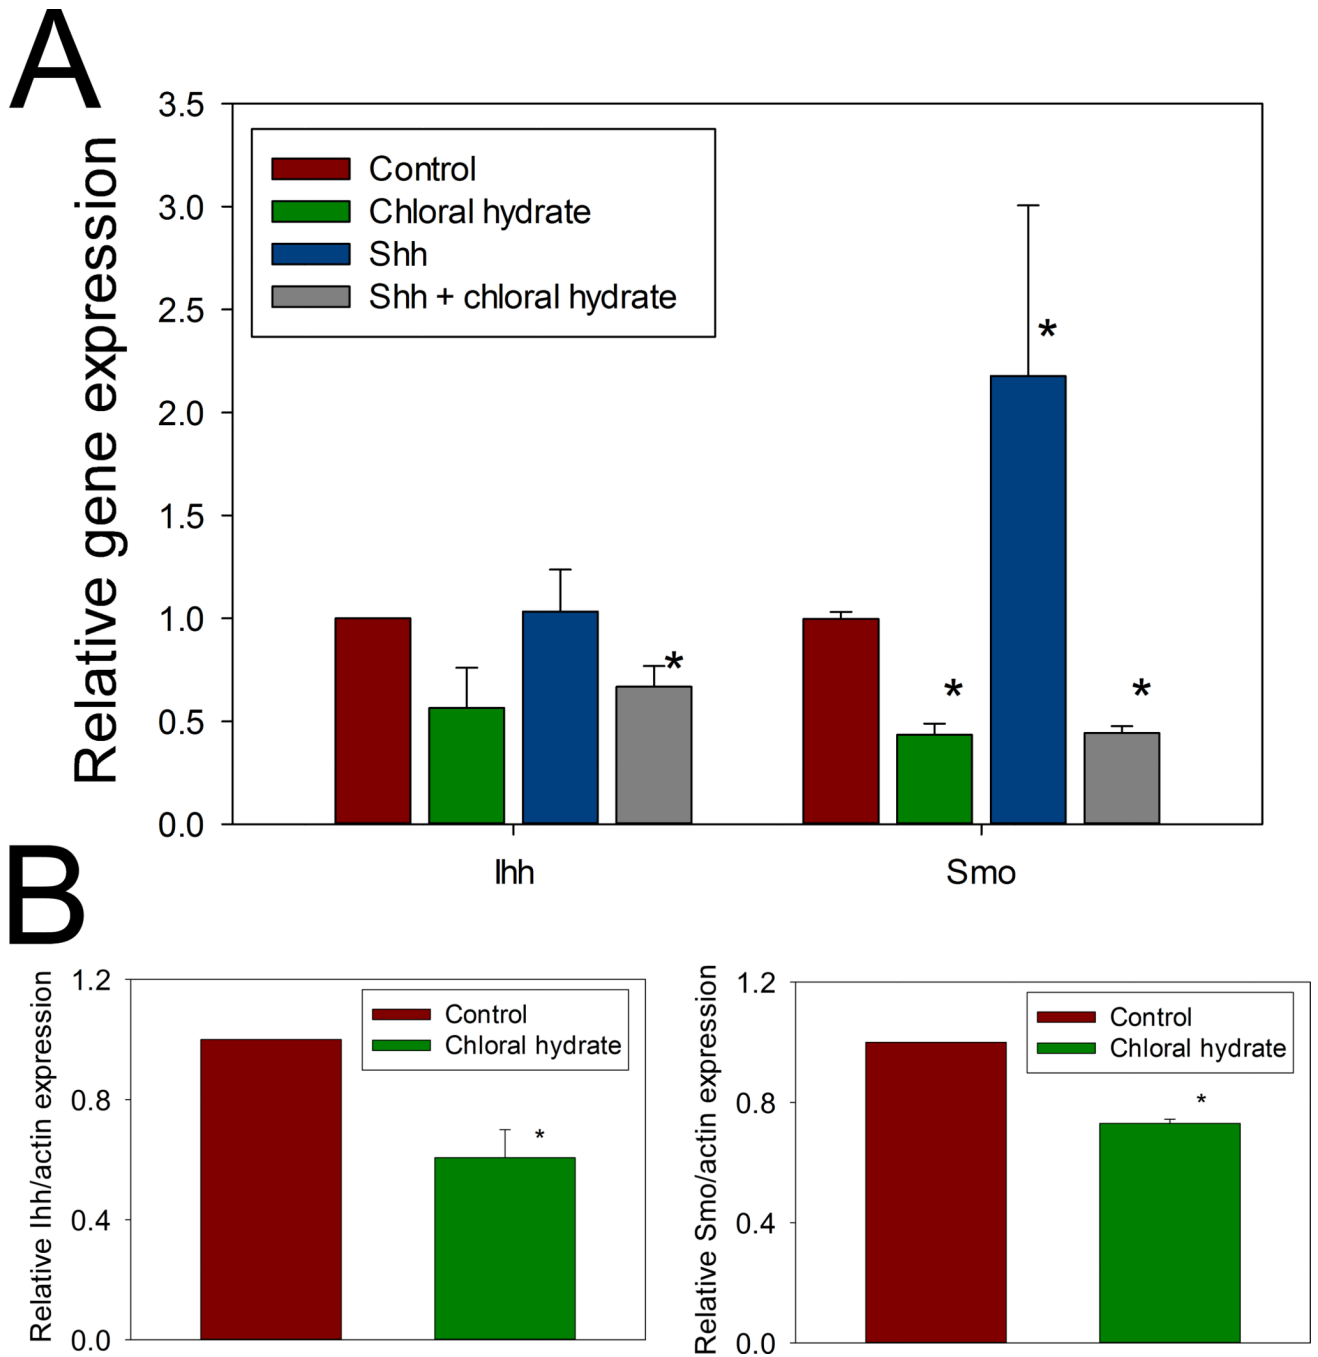 A
Relative gene expression
3.5
3.0
2.5
2.0
1.5
1.0
0.5
0.0
Control
Chloral hydrate
Shh
Shh + chloral hydrate
*
*
*
*
Ihh
Smo
B
Relative Ihh/actin expression
1.2
0.8
0.4
0.0
Control
Chloral hydrate
*
Relative Smo/actin expression
1.2
0.8
0.4
0.0
Control
Chloral hydrate
*